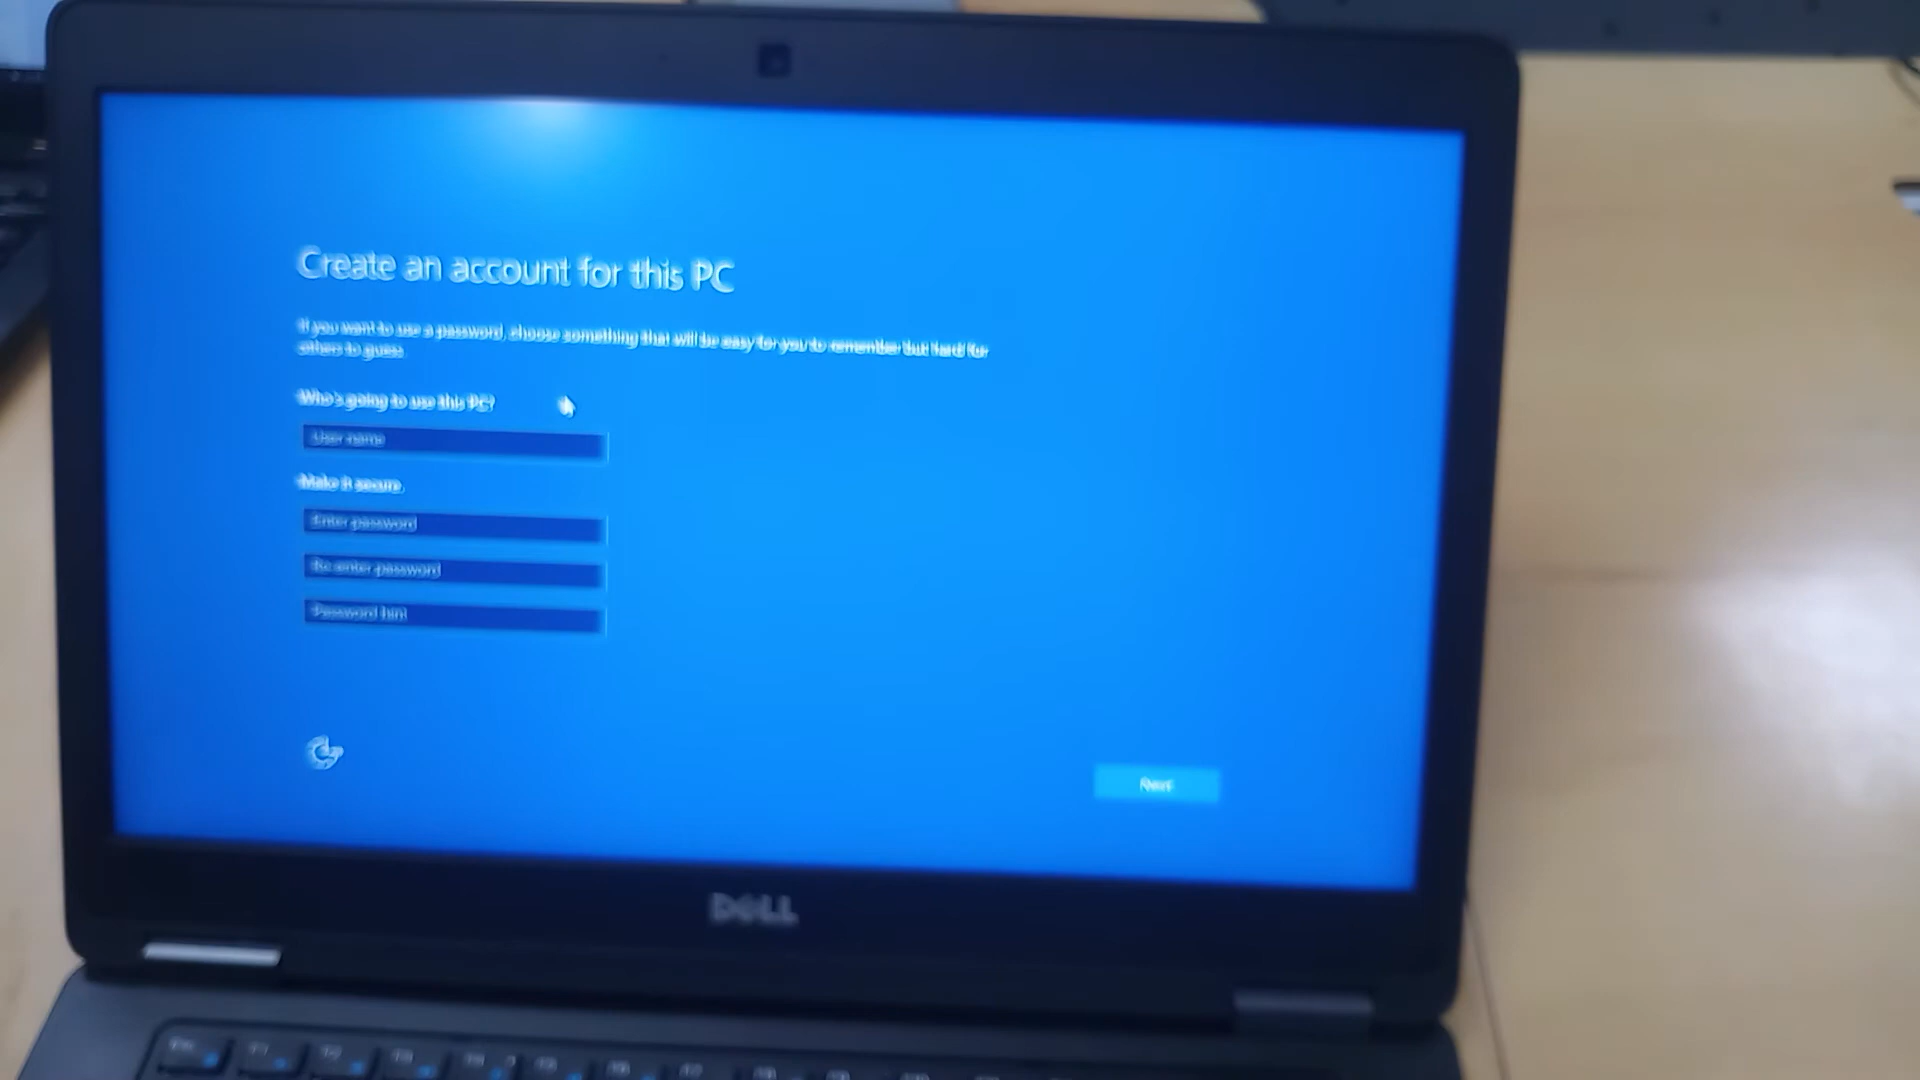 Create an account for this PC
If you want to use a password, choose something that will be easy for you to remember but hard for
others to guess.
Who's going to use this PC?
User name
Make it secure.
Enter password
Re-enter password
Password hint
Next
DELL